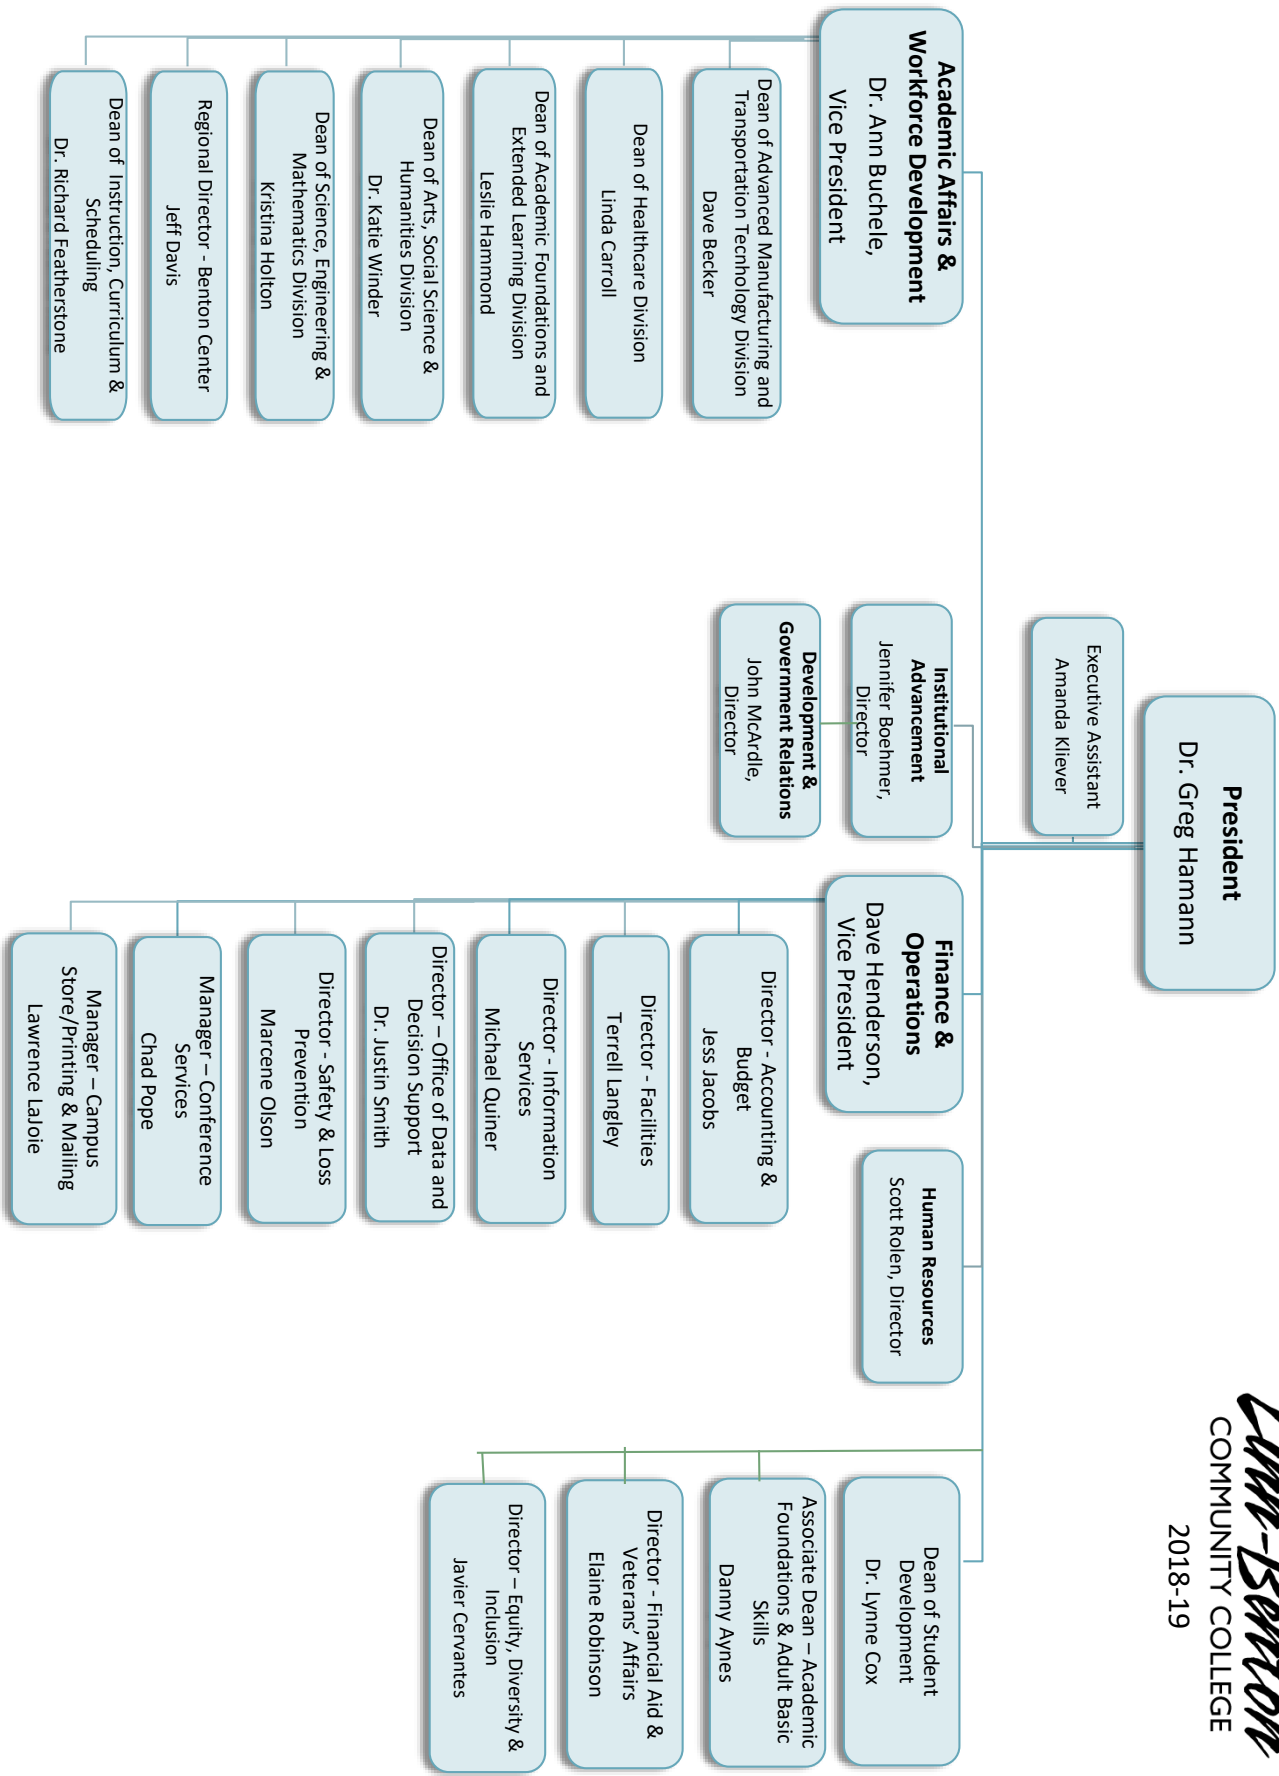 Linn-Benton
COMMUNITY COLLEGE
2018-19
President
Dr. Greg Hamann
Executive Assistant
Amanda Kliever
Academic Affairs &
Workforce Development
Dr. Ann Buchele,
Vice President
Dean of Advanced Manufacturing and
Transportation Tecnhology Division
Dave Becker
Dean of Healthcare Division
Linda Carroll
Dean of Academic Foundations and
Extended Learning Division
Leslie Hammond
Dean of Arts, Social Science &
Humanities Division
Dr. Katie Winder
Dean of Science, Engineering &
Mathematics Division
Kristina Holton
Regional Director - Benton Center
Jeff Davis
Dean of Instruction, Curriculum &
Scheduling
Dr. Richard Featherstone
Institutional
Advancement
Jennifer Boehmer,
Director
Development &
Government Relations
John McArdle,
Director
Finance &
Operations
Dave Henderson,
Vice President
Director - Accounting &
Budget
Jess Jacobs
Director - Facilities
Terrell Langley
Director - Information
Services
Michael Quiner
Director – Office of Data and
Decision Support
Dr. Justin Smith
Director - Safety & Loss
Prevention
Marcene Olson
Manager – Conference
Services
Chad Pope
Manager – Campus
Store/Printing & Mailing
Lawrence LaJoie
Human Resources
Scott Rolen, Director
Dean of Student
Development
Dr. Lynne Cox
Associate Dean – Academic
Foundations & Adult Basic
Skills
Danny Aynes
Director - Financial Aid &
Veterans’ Affairs
Elaine Robinson
Director – Equity, Diversity &
Inclusion
Javier Cervantes